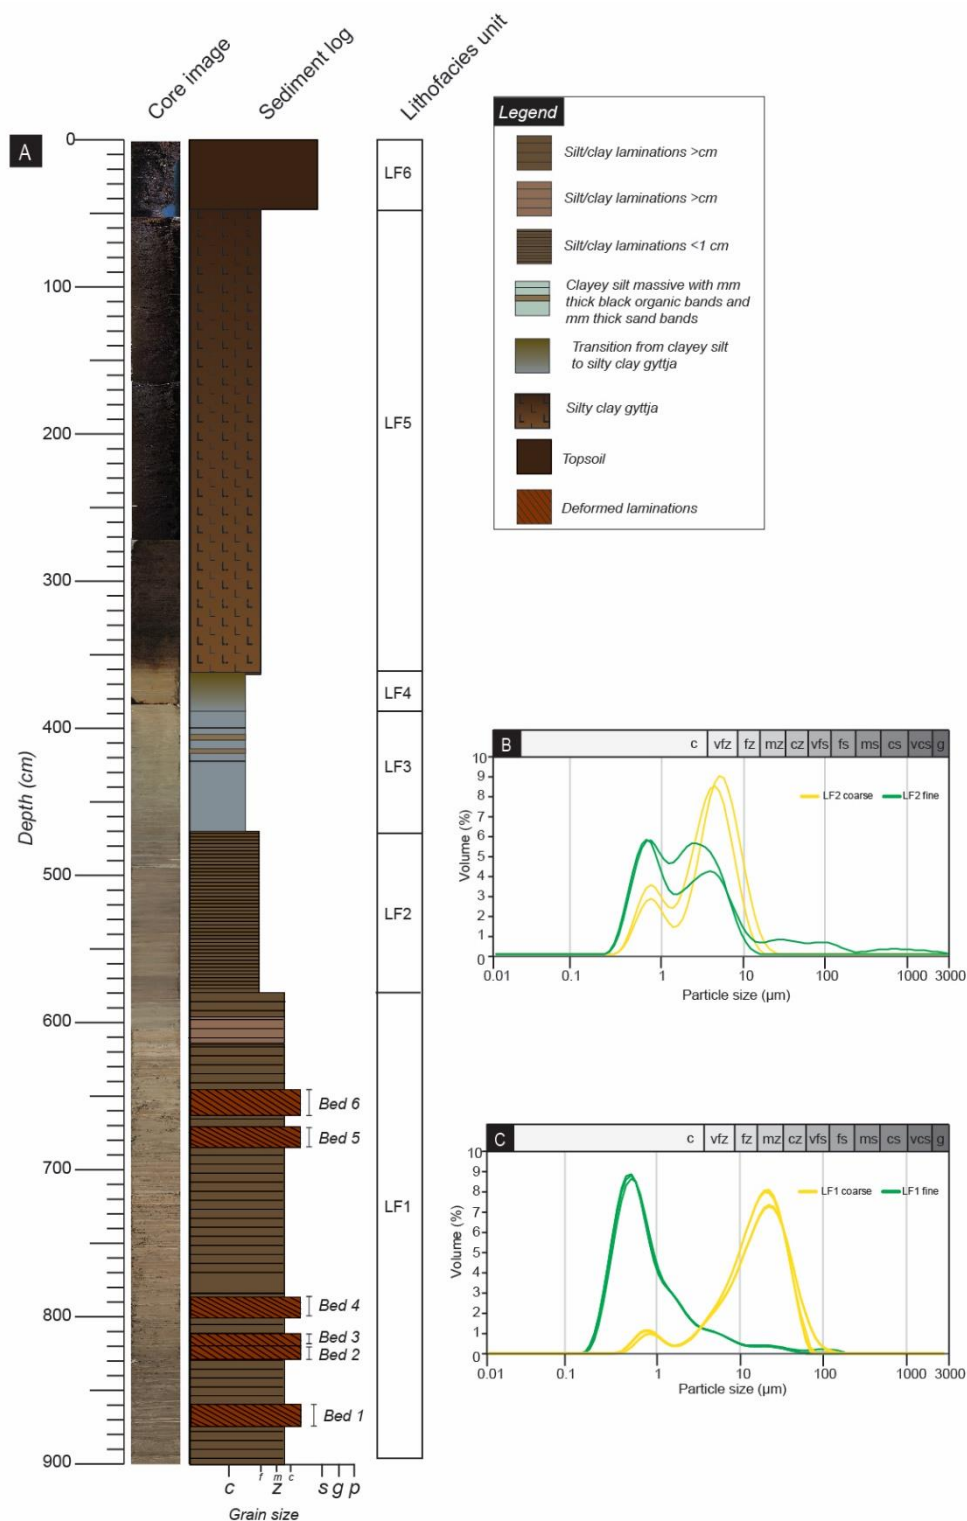 Core image
Sediment log
Lithofacies unit
A
0
100
200
300
400
500
600
700
800
900
Depth (cm)
LF6
LF5
LF4
LF3
LF2
LF1
Bed 6
Bed 5
Bed 4
Bed 3
Bed 2
Bed 1
c
f
m
z
c
s
g
p
Grain size
Legend
Silt/clay laminations >cm
Silt/clay laminations >cm
Silt/clay laminations <1 cm
Clayey silt massive with mm
thick black organic bands and
mm thick sand bands
Transition from clayey silt
to silty clay gyttja
Silty clay gyttja
Topsoil
Deformed laminations
B
c vfz fz mz cz vfs fs ms cs vcs g
10
9
8
7
6
5
4
3
2
1
0
Volume (%)
LF2 coarse LF2 fine
0.01 0.1 1 10 100 1000 3000
Particle size (µm)
C
c vfz fz mz cz vfs fs ms cs vcs g
10
9
8
7
6
5
4
3
2
1
0
Volume (%)
LF1 coarse LF1 fine
0.01 0.1 1 10 100 1000 3000
Particle size (µm)